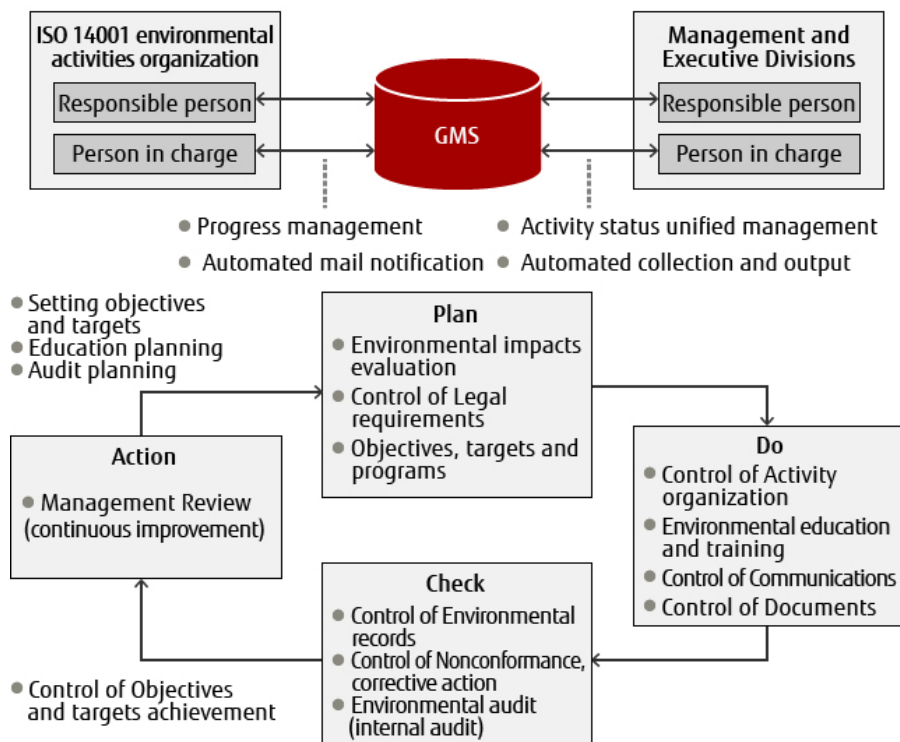 ISO 14001 environmental
activities organization
Responsible person
Person in charge
GMS
Management and
Executive Divisions
Responsible person
Person in charge
Progress management
Automated mail notification
Activity status unified management
Automated collection and output
Setting objectives
and targets
Education planning
Audit planning
Plan
Environmental impacts
evaluation
Control of Legal
requirements
Objectives, targets and
programs
Do
Control of Activity
organization
Environmental education
and training
Control of Communications
Control of Documents
Check
Control of Environmental
records
Control of Nonconformance,
corrective action
Environmental audit
(internal audit)
Action
Management Review
(continuous improvement)
Control of Objectives
and targets achievement